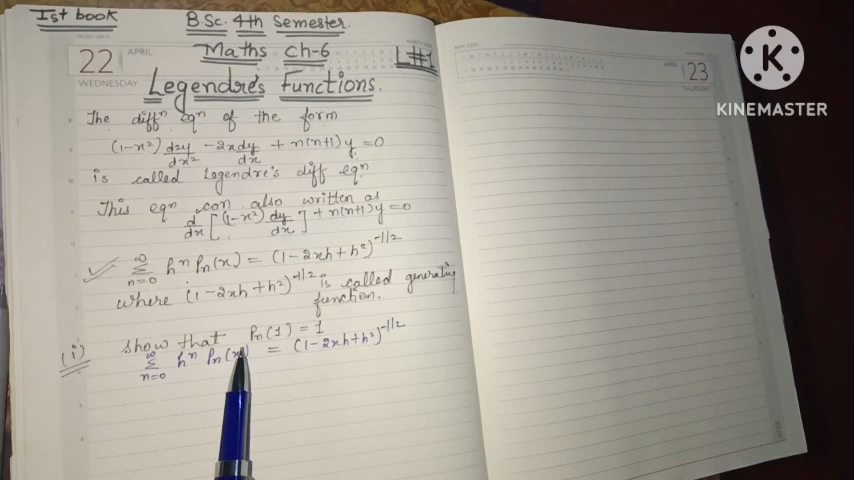 Ist book
B.Sc. 4th Semester.
22 APRIL
WEDNESDAY
Maths Ch-6
L#1
Legendre's Functions.
The diffn eqn of the form
(1-x²) d2y/dx² - 2x dy/dx + n(n+1)y = 0
is called Legendre's diff eqn.
This eqn can also written as
d/dx [(1-x²) dy/dx] + n(n+1)y = 0
∑n=0∞ hⁿ Pn(x) = (1-2xh+h²)^-1/2
where (1-2xh+h²)^-1/2 is called generating
function.
(i) Show that Pn(1) = 1
∑n=0∞ hⁿ Pn(x) = (1-2xh+h²)^-1/2
APRIL 23
THURSDAY
K
KINEMASTER